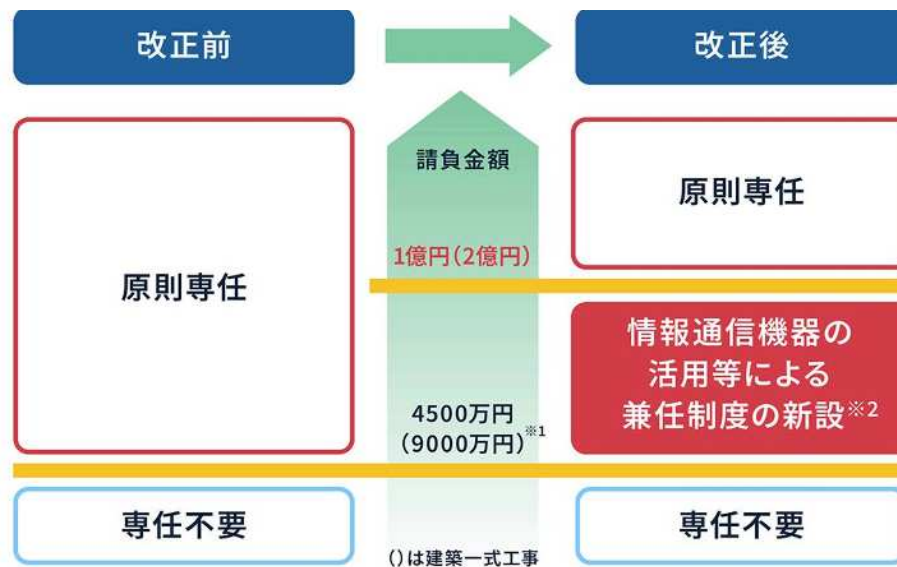 改正前
改正後
請負金額
原則専任
1億円(2億円)
原則専任
情報通信機器の
活用等による
兼任制度の新設※2
4500万円
(9000万円)※1
専任不要
専任不要
()は建築一式工事